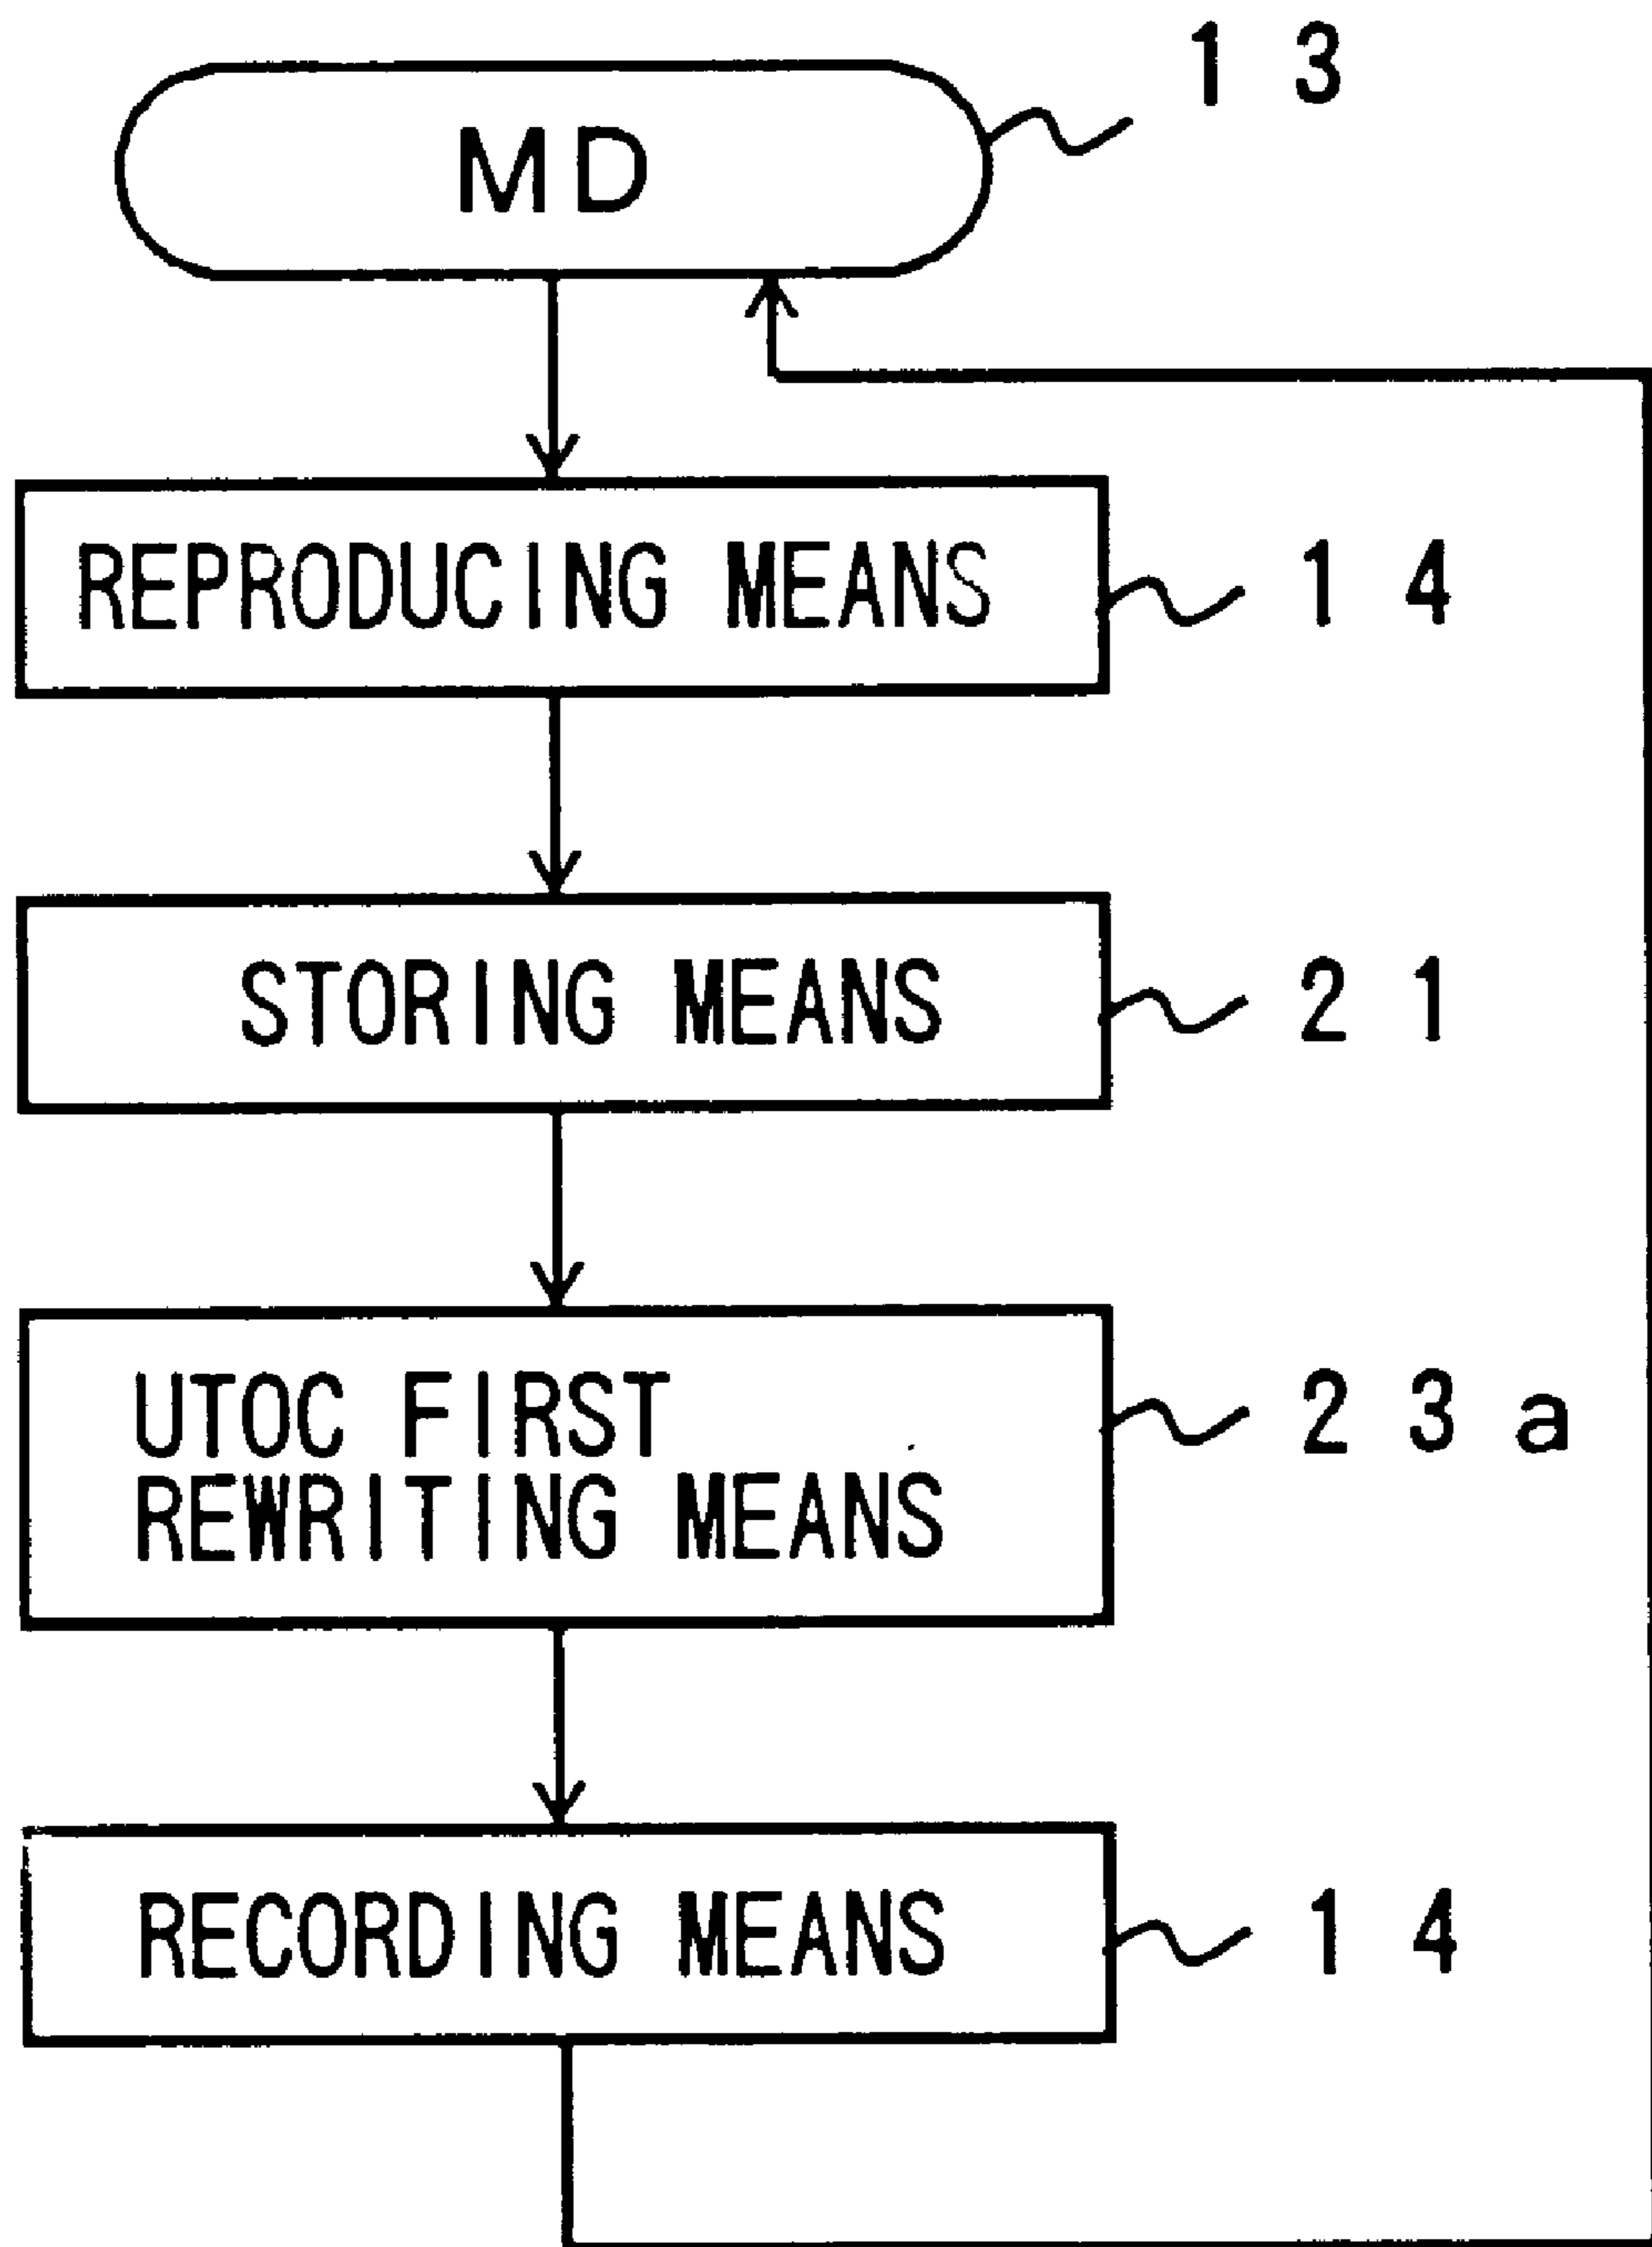 13
MD
REPRODUCING MEANS 14
STORING MEANS 21
UTOC FIRST 23a
REWRITING MEANS
RECORDING MEANS 14